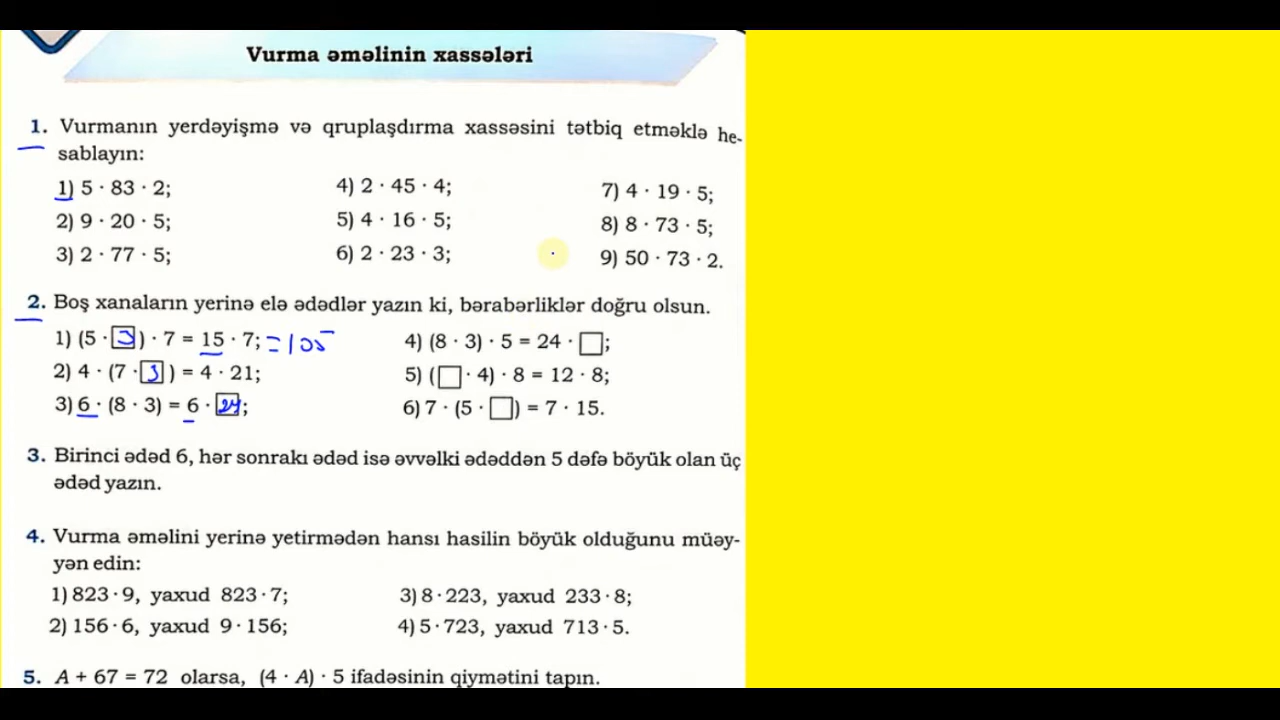 Vurma əməlinin xassələri
1. Vurmanın yerdəyişmə və qruplaşdırma xassəsini tətbiq etməklə he-
sablayın:
1) 5 · 83 · 2; 4) 2 · 45 · 4; 7) 4 · 19 · 5;
2) 9 · 20 · 5; 5) 4 · 16 · 5; 8) 8 · 73 · 5;
3) 2 · 77 · 5; 6) 2 · 23 · 3; 9) 50 · 73 · 2.
2. Boş xanaların yerinə elə ədədlər yazın ki, bərabərliklər doğru olsun.
1) (5 · 3) · 7 = 15 · 7; =105 4) (8 · 3) · 5 = 24 · □;
2) 4 · (7 · 3) = 4 · 21; 5) (□ · 4) · 8 = 12 · 8;
3) 6 · (8 · 3) = 6 · 24; 6) 7 · (5 · □) = 7 · 15.
3. Birinci ədəd 6, hər sonrakı ədəd isə əvvəlki ədəddən 5 dəfə böyük olan üç
ədəd yazın.
4. Vurma əməlini yerinə yetirmədən hansı hasilin böyük olduğunu müəy-
yən edin:
1) 823 · 9, yaxud 823 · 7; 3) 8 · 223, yaxud 233 · 8;
2) 156 · 6, yaxud 9 · 156; 4) 5 · 723, yaxud 713 · 5.
5. A + 67 = 72 olarsa, (4 · A) · 5 ifadəsinin qiymətini tapın.